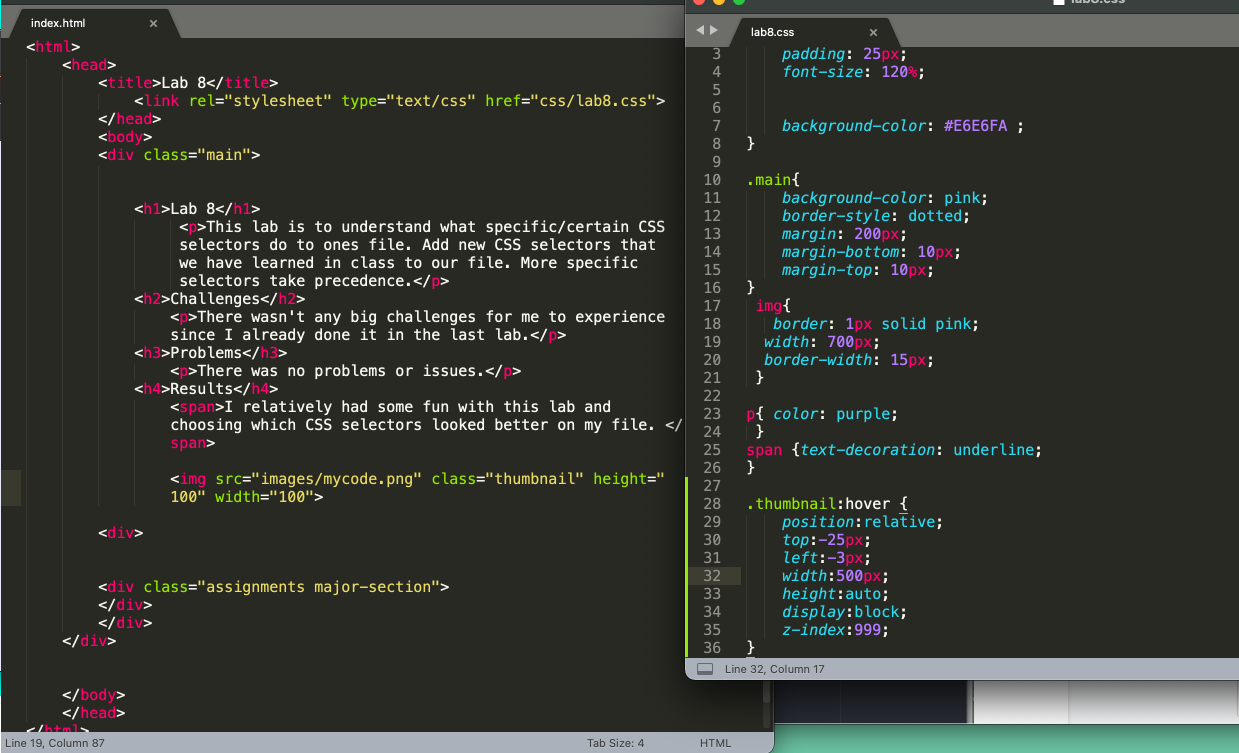 index.html ×
<html>
<head>
<title>Lab 8</title>
<link rel="stylesheet" type="text/css" href="css/lab8.css">
</head>
<body>
<div class="main">
<h1>Lab 8</h1>
<p>This lab is to understand what specific/certain CSS
selectors do to ones file. Add new CSS selectors that
we have learned in class to our file. More specific
selectors take precedence.</p>
<h2>Challenges</h2>
<p>There wasn't any big challenges for me to experience
since I already done it in the last lab.</p>
<h3>Problems</h3>
<p>There was no problems or issues.</p>
<h4>Results</h4>
<span>I relatively had some fun with this lab and
choosing which CSS selectors looked better on my file. </
span>
<img src="images/mycode.png" class="thumbnail" height="
100" width="100">
<div>
<div class="assignments major-section">
</div>
</div>
</div>
</body>
</head>
</html>
Line 19, Column 87
Tab Size: 4
HTML
lab8.css
lab8.css ×
3 padding: 25px;
4 font-size: 120%;
5
6
7 background-color: #E6E6FA ;
8 }
9
10 .main{
11 background-color: pink;
12 border-style: dotted;
13 margin: 200px;
14 margin-bottom: 10px;
15 margin-top: 10px;
16 }
17 img{
18 border: 1px solid pink;
19 width: 700px;
20 border-width: 15px;
21 }
22
23 p{ color: purple;
24 }
25 span {text-decoration: underline;
26 }
27
28 .thumbnail:hover {
29 position:relative;
30 top:-25px;
31 left:-3px;
32 width:500px;
33 height:auto;
34 display:block;
35 z-index:999;
36 }
Line 32, Column 17